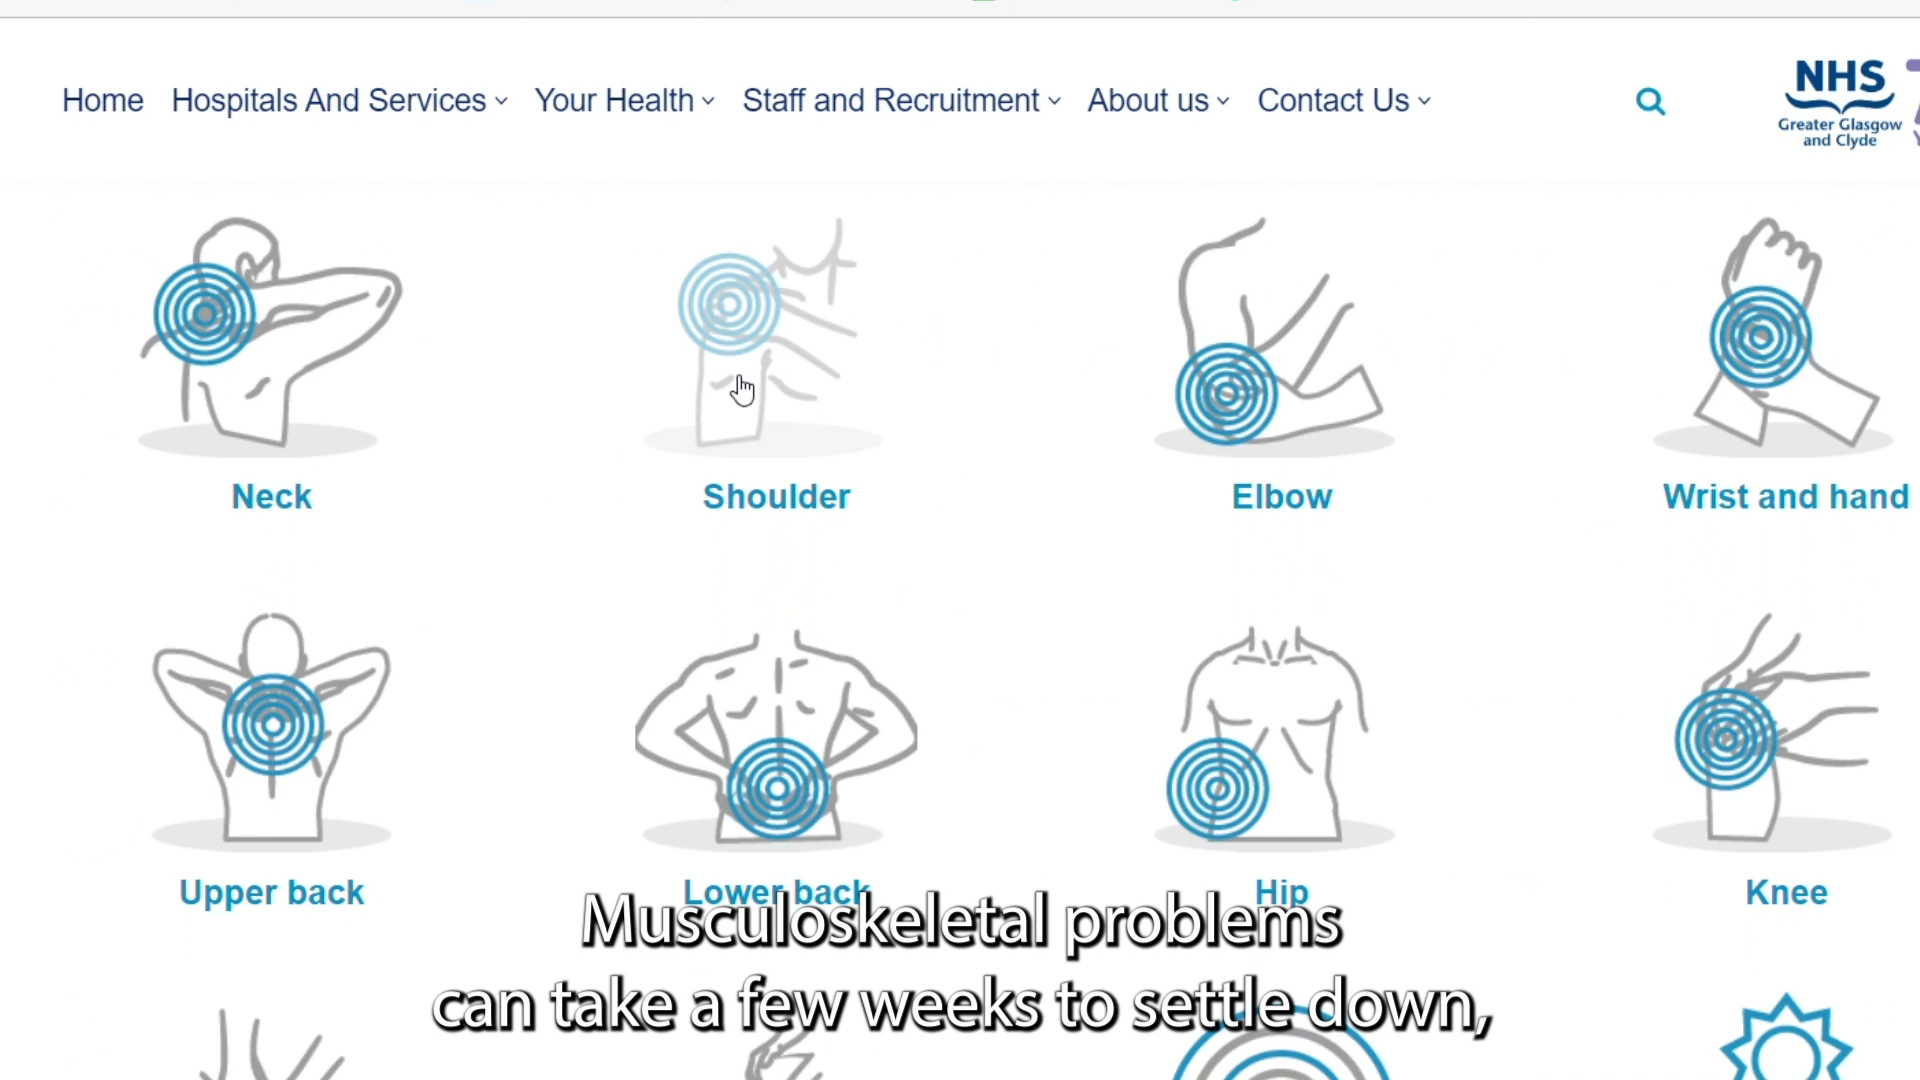 Home Hospitals And Services Your Health Staff and Recruitment About us Contact Us
NHS
Greater Glasgow
and Clyde
Neck Shoulder Elbow Wrist and hand
Upper back Lower back Hip Knee
Musculoskeletal problems
can take a few weeks to settle down,